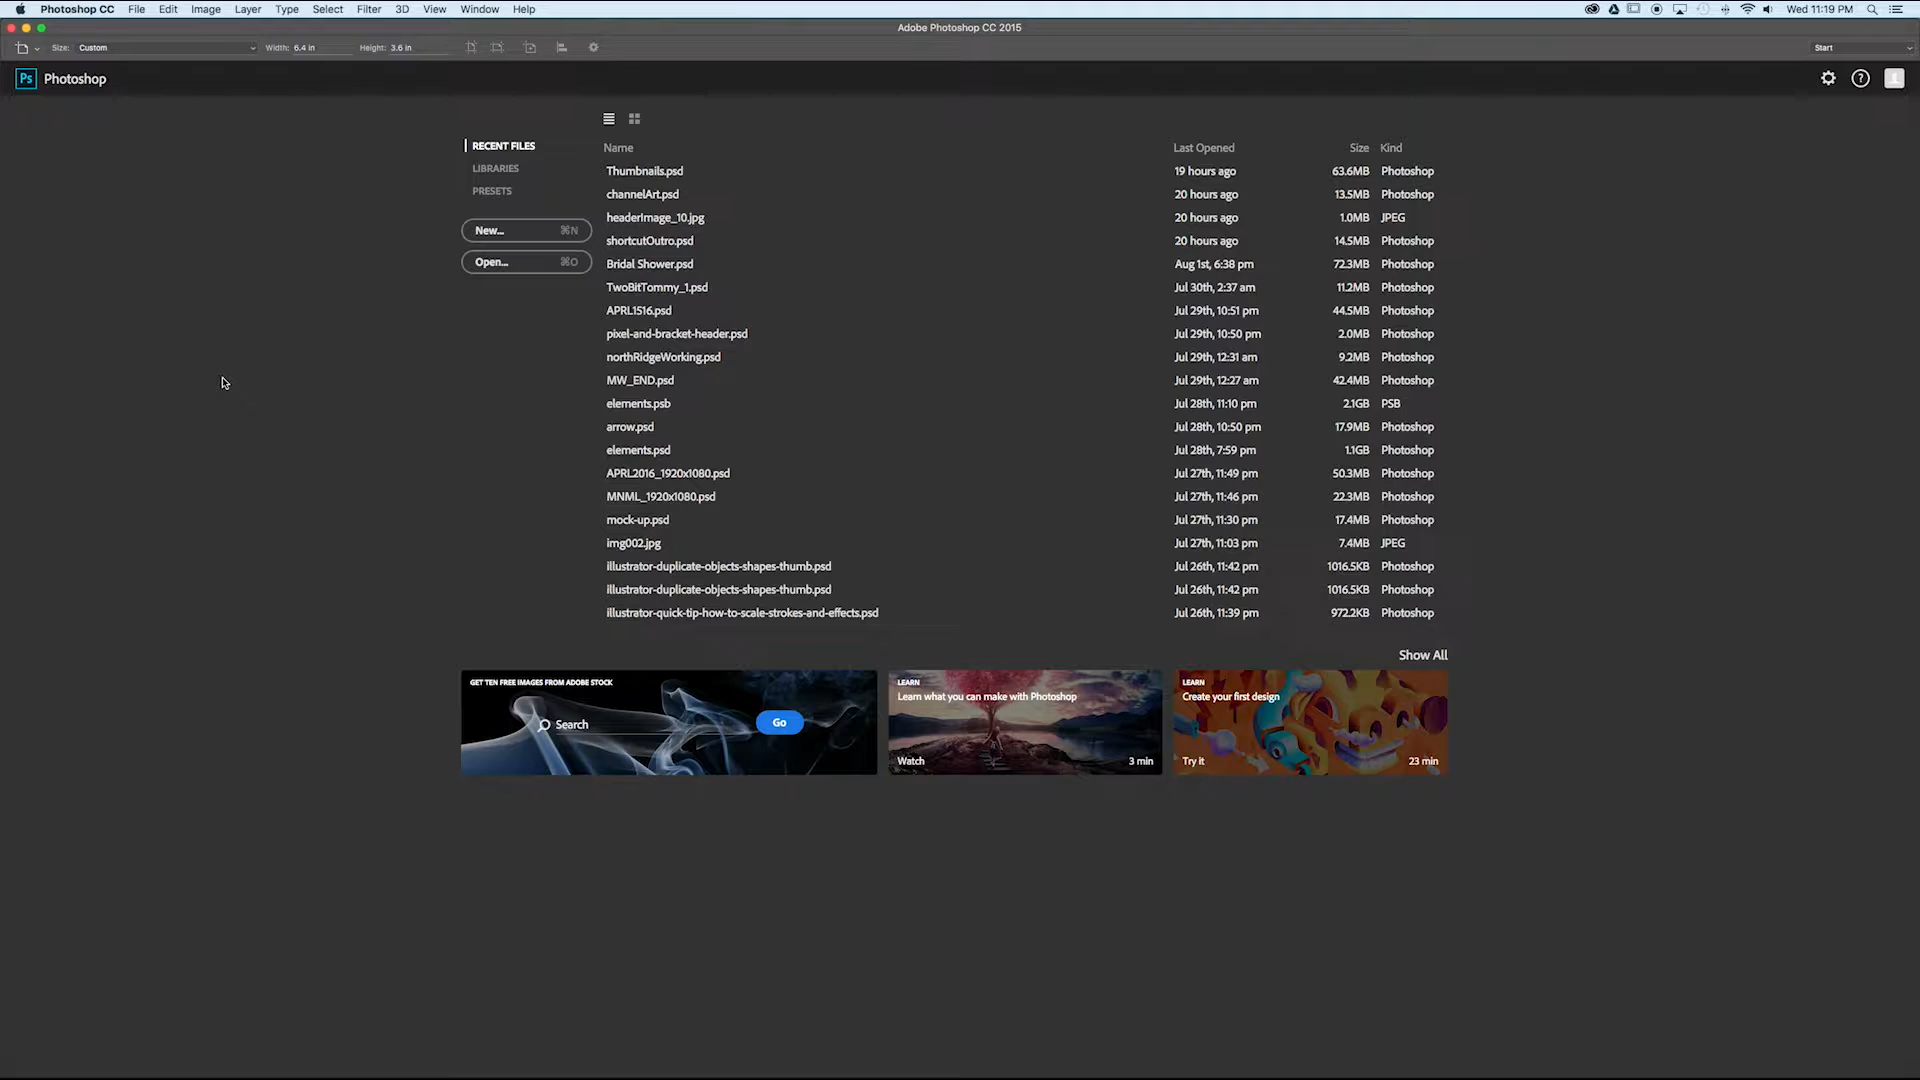 Photoshop CC File Edit Image Layer Type Select Filter 3D View Window Help Wed 11:19 PM
Adobe Photoshop CC 2015
Size: Custom Width: 6.4 in Height: 3.6 in Start
Ps Photoshop
RECENT FILES
LIBRARIES
PRESETS
New... ⌘N
Open... ⌘O
Name Last Opened Size Kind
Thumbnails.psd 19 hours ago 63.6MB Photoshop
channelArt.psd 20 hours ago 13.5MB Photoshop
headerImage_10.jpg 20 hours ago 1.0MB JPEG
shortcutOutro.psd 20 hours ago 14.5MB Photoshop
Bridal Shower.psd Aug 1st, 6:38 pm 72.3MB Photoshop
TwoBitTommy_1.psd Jul 30th, 2:37 am 11.2MB Photoshop
APRL1516.psd Jul 29th, 10:51 pm 44.5MB Photoshop
pixel-and-bracket-header.psd Jul 29th, 10:50 pm 2.0MB Photoshop
northRidgeWorking.psd Jul 29th, 12:31 am 9.2MB Photoshop
MW_END.psd Jul 29th, 12:27 am 42.4MB Photoshop
elements.psb Jul 28th, 11:10 pm 2.1GB PSB
arrow.psd Jul 28th, 10:50 pm 17.9MB Photoshop
elements.psd Jul 28th, 7:59 pm 1.1GB Photoshop
APRL2016_1920x1080.psd Jul 27th, 11:49 pm 50.3MB Photoshop
MNML_1920x1080.psd Jul 27th, 11:46 pm 22.3MB Photoshop
mock-up.psd Jul 27th, 11:30 pm 17.4MB Photoshop
img002.jpg Jul 27th, 11:03 pm 7.4MB JPEG
illustrator-duplicate-objects-shapes-thumb.psd Jul 26th, 11:42 pm 1016.5KB Photoshop
illustrator-duplicate-objects-shapes-thumb.psd Jul 26th, 11:42 pm 1016.5KB Photoshop
illustrator-quick-tip-how-to-scale-strokes-and-effects.psd Jul 26th, 11:39 pm 972.2KB Photoshop
Show All
GET TEN FREE IMAGES FROM ADOBE STOCK
Search Go
LEARN
Learn what you can make with Photoshop
Watch 3 min
LEARN
Create your first design
Try it 23 min